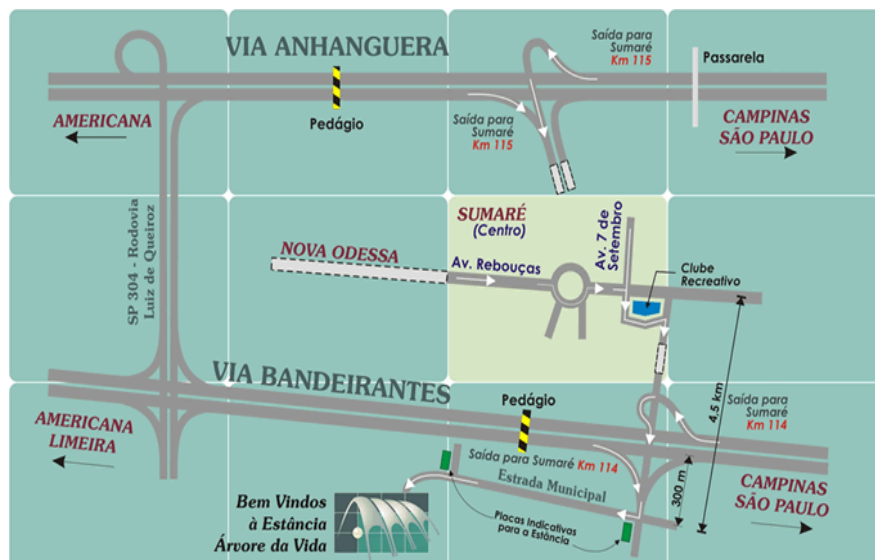 VIA ANHANGUERA
Saída para
Sumaré
Km 115
Passarela
AMERICANA
Pedágio
Saída para
Sumaré
Km 115
CAMPINAS
SÃO PAULO
SP 304 - Rodovia
Luiz de Queiroz
SUMARÉ
(Centro)
Av. 7 de
Setembro
NOVA ODESSA
Av. Rebouças
Clube
Recreativo
VIA BANDEIRANTES
Pedágio
4,5 km
Saída para
Sumaré
Km 114
AMERICANA
LIMEIRA
Saída para Sumaré Km 114
Estrada Municipal
300 m
CAMPINAS
SÃO PAULO
Bem Vindos
à Estância
Árvore da Vida
Placas Indicativas
para a Estância